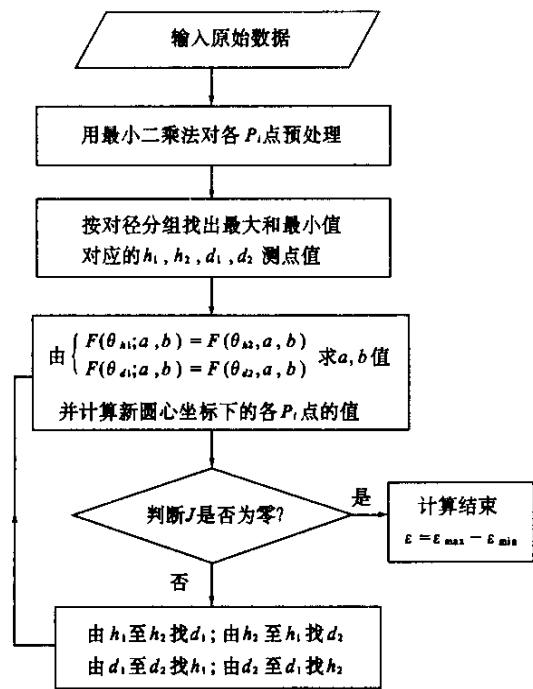 输入原始数据
用最小二乘法对各 Pᵢ点预处理
按对径分组找出最大和最小值
对应的h₁,h₂,d₁,d₂ 测点值
由 { F(θₕ₁;a,b)=F(θₕ₂,a,b)
F(θ_d1;a,b)=F(θ_d2,a,b) 求a,b值
并计算新圆心坐标下的各Pᵢ点的值
判断J是否为零?
是
计算结束
ε=ε_max-ε_min
否
由h₁至h₂找d₁;由h₂至h₁找d₂
由d₁至d₂找h₁;由d₂至d₁找h₂